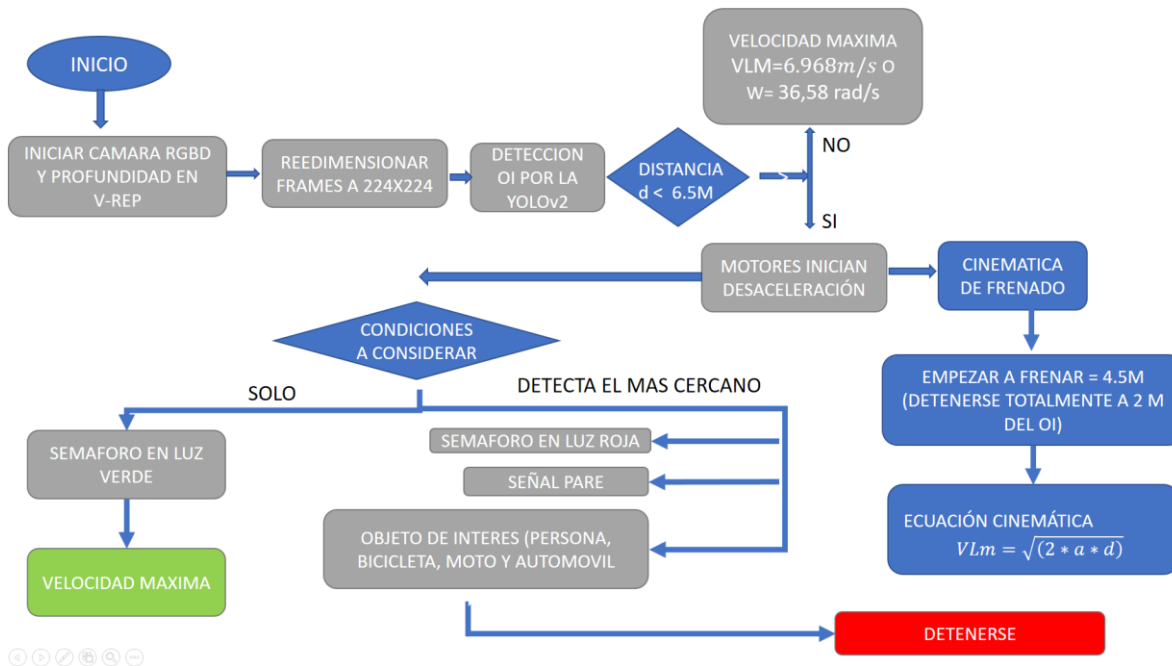 INICIO
VELOCIDAD MAXIMA
VLM=6.968m/s O
W= 36,58 rad/s
INICIAR CAMARA RGBD
Y PROFUNDIDAD EN
V-REP
REEDIMENSIONAR
FRAMES A 224X224
DETECCION
OI POR LA
YOLOv2
DISTANCIA
d < 6.5M
S
NO
SI
MOTORES INICIAN
DESACELERACIÓN
CINEMATICA
DE FRENADO
CONDICIONES
A CONSIDERAR
SOLO
DETECTA EL MAS CERCANO
EMPEZAR A FRENAR = 4.5M
(DETENERSE TOTALMENTE A 2 M
DEL OI)
SEMAFORO EN LUZ
VERDE
SEMAFORO EN LUZ ROJA
SEÑAL PARE
OBJETO DE INTERES (PERSONA,
BICICLETA, MOTO Y AUTOMOVIL
ECUACIÓN CINEMÁTICA
VLm = √(2 * a * d)
VELOCIDAD MAXIMA
DETENERSE